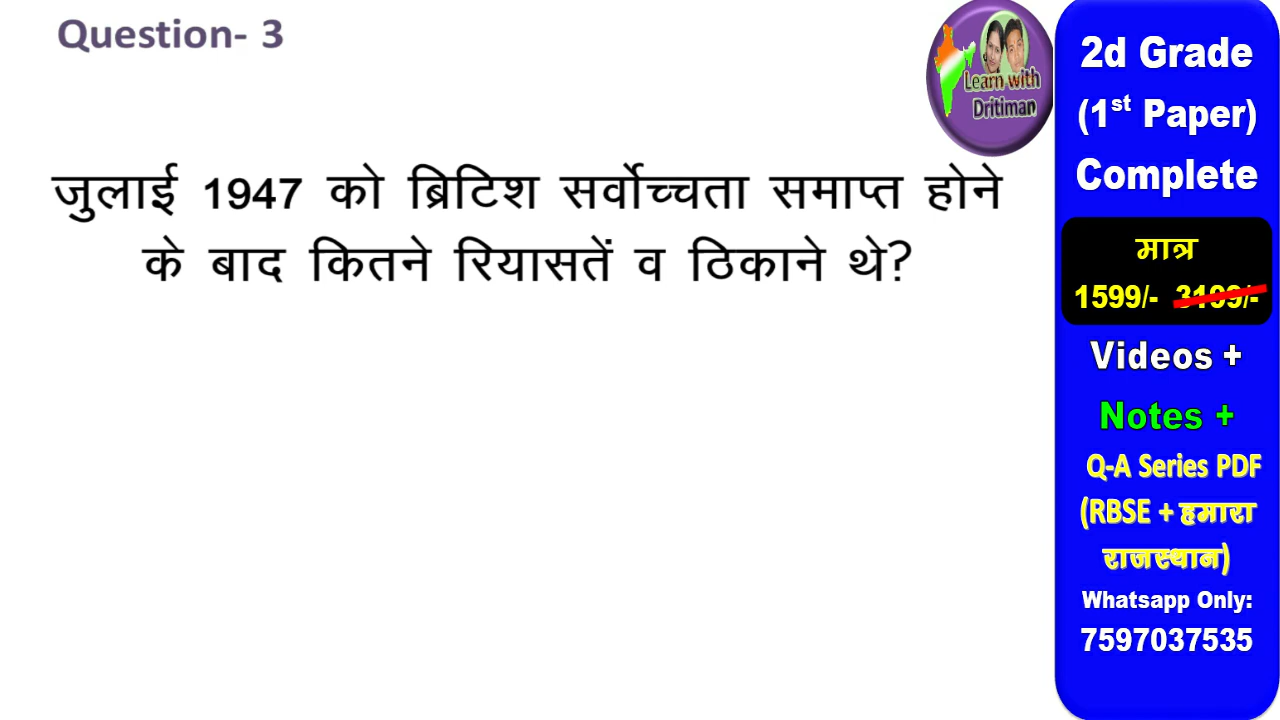 Question- 3
Learn with
Dritiman
जुलाई 1947 को ब्रिटिश सर्वोच्चता समाप्त होने
के बाद कितने रियासतें व ठिकाने थे?
2d Grade
(1st Paper)
Complete
मात्र
1599/- 3199/-
Videos +
Notes +
Q-A Series PDF
(RBSE + हमारा
राजस्थान)
Whatsapp Only:
7597037535